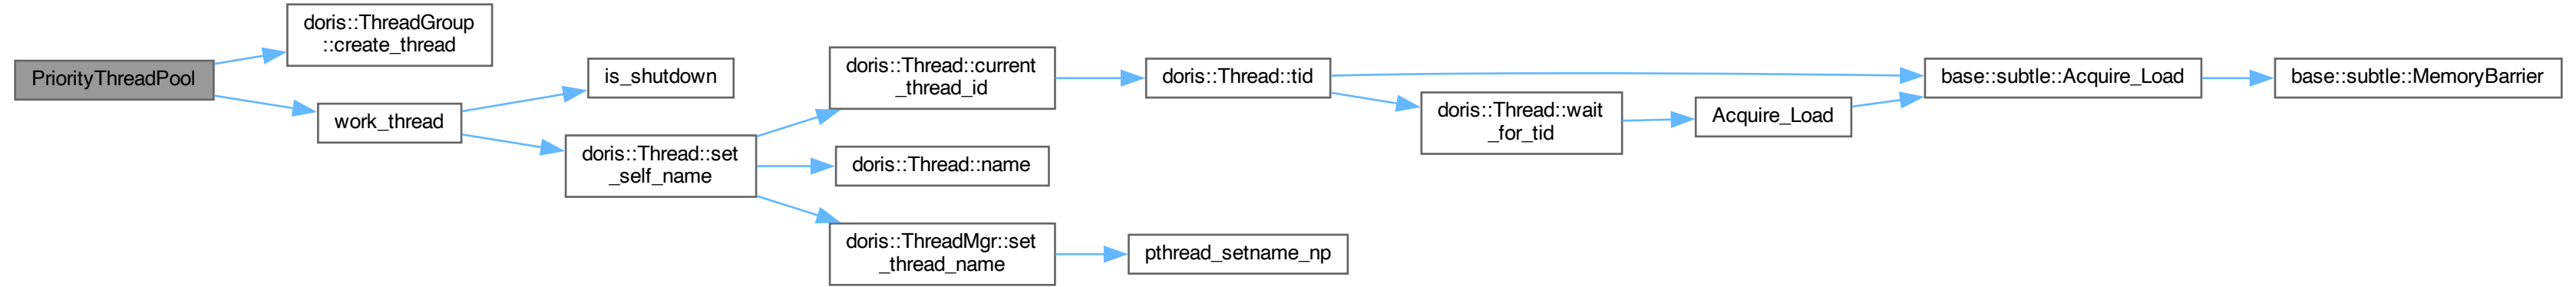 PriorityThreadPool
doris::ThreadGroup
::create_thread
work_thread
is_shutdown
doris::Thread::set
_self_name
doris::Thread::current
_thread_id
doris::Thread::name
doris::ThreadMgr::set
_thread_name
doris::Thread::tid
pthread_setname_np
doris::Thread::wait
_for_tid
Acquire_Load
base::subtle::Acquire_Load
base::subtle::MemoryBarrier